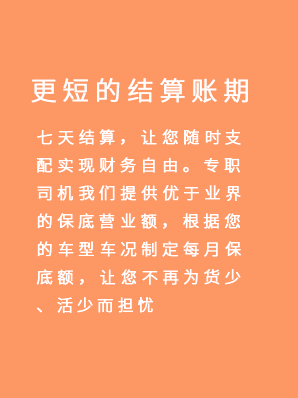 更短的结算账期
七天结算，让您随时支
配实现财务自由。专职
司机我们提供优于业界
的保底营业额，根据您
的车型车况制定每月保
底额，让您不再为货少
、活少而担忧